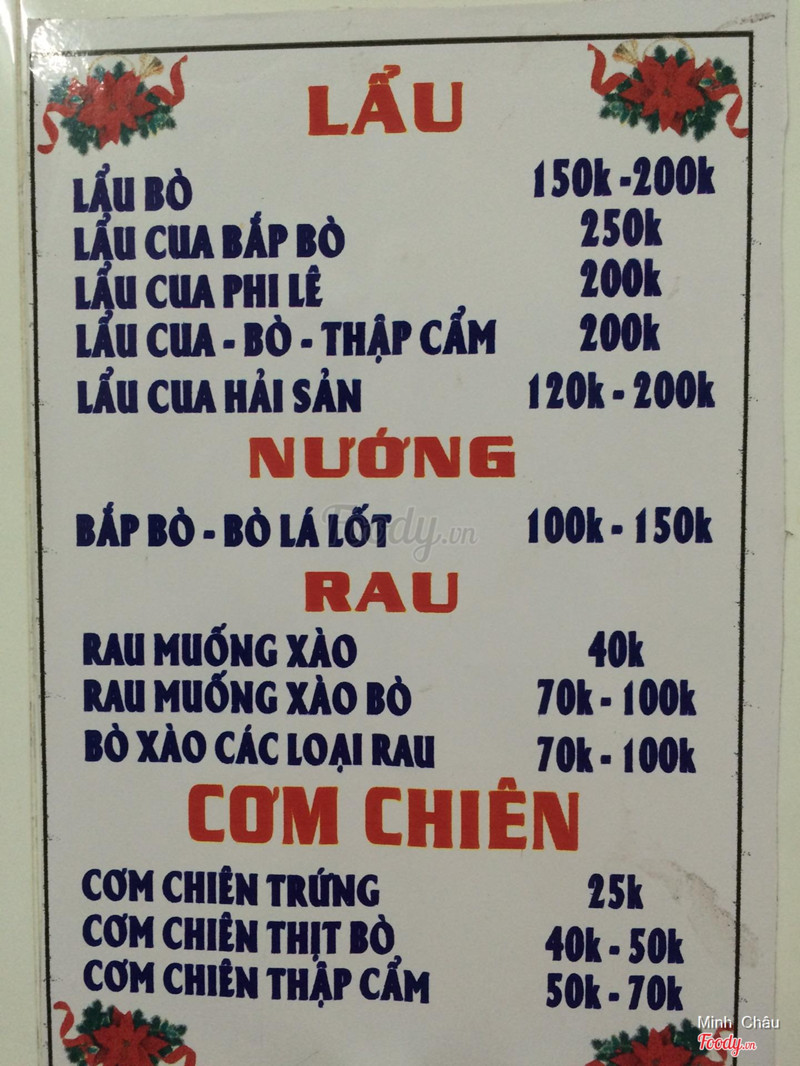 LẨU
LẨU BÒ 150k -200k
LẨU CUA BẮP BÒ 250k
LẨU CUA PHI LÊ 200k
LẨU CUA - BÒ - THẬP CẨM 200k
LẨU CUA HẢI SẢN 120k - 200k
NƯỚNG
BẮP BÒ - BÒ LÁ LỐT 100k - 150k
Foody.vn
RAU
RAU MUỐNG XÀO 40k
RAU MUỐNG XÀO BÒ 70k - 100k
BÒ XÀO CÁC LOẠI RAU 70k - 100k
CƠM CHIÊN
CƠM CHIÊN TRỨNG 25k
CƠM CHIÊN THỊT BÒ 40k - 50k
CƠM CHIÊN THẬP CẨM 50k - 70k
Minh Châu
Foody.vn